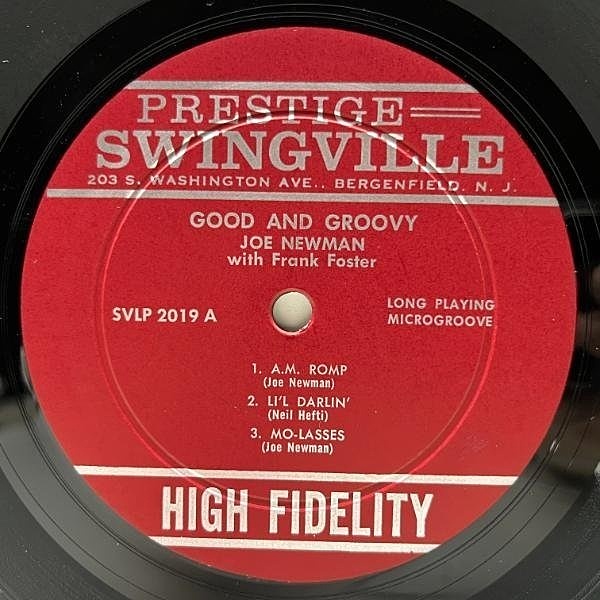 PRESTIGE
SWINGVILLE
203 S. WASHINGTON AVE., BERGENFIELD, N. J.
GOOD AND GROOVY
JOE NEWMAN
with Frank Foster
SVLP 2019 A
LONG PLAYING
MICROGROOVE
1. A.M. ROMP
(Joe Newman)
2. LI'L DARLIN'
(Neil Hefti)
3. MO-LASSES
(Joe Newman)
HIGH FIDELITY